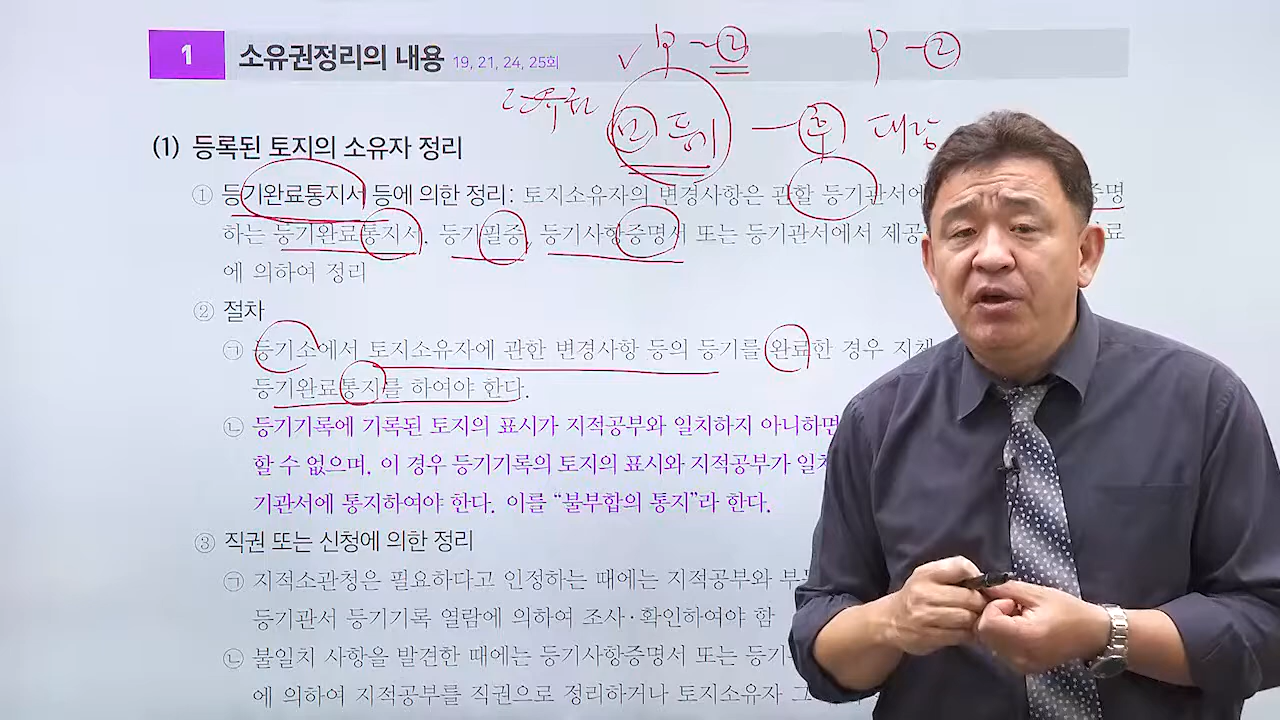 1 소유권정리의 내용 19, 21, 24, 25회
(1) 등록된 토지의 소유자 정리
① 등기완료통지서 등에 의한 정리: 토지소유자의 변경사항은 관할 등기관서에 증명
하는 등기완료통지서, 등기필증, 등기사항증명서 또는 등기관서에서 제공 료
에 의하여 정리
② 절차
㉠ 등기소에서 토지소유자에 관한 변경사항 등의 등기를 완료한 경우 지체
등기완료통지를 하여야 한다.
㉡ 등기기록에 기록된 토지의 표시가 지적공부와 일치하지 아니하면
할 수 없으며, 이 경우 등기기록의 토지의 표시와 지적공부가 일치
기관서에 통지하여야 한다. 이를 “불부합의 통지”라 한다.
③ 직권 또는 신청에 의한 정리
㉠ 지적소관청은 필요하다고 인정하는 때에는 지적공부와 부동
등기관서 등기기록 열람에 의하여 조사·확인하여야 함
㉡ 불일치 사항을 발견한 때에는 등기사항증명서 또는 등기
에 의하여 지적공부를 직권으로 정리하거나 토지소유자 그